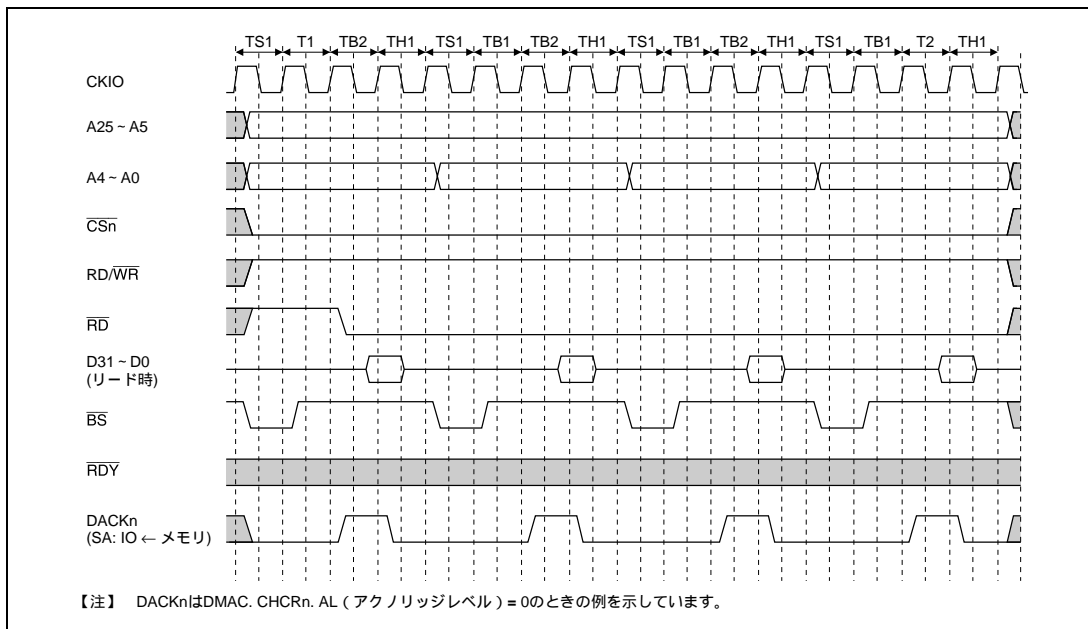 TS1 T1 TB2 TH1 TS1 TB1 TB2 TH1 TS1 TB1 TB2 TH1 TS1 TB1 T2 TH1
CKIO
A25~A5
A4~A0
CSn
RD/WR
RD
D31~D0
(リード時)
BS
RDY
DACKn
(SA: IO ← メモリ)
【注】 DACKnはDMAC. CHCRn. AL(アクノリッジレベル)= 0のときの例を示しています。